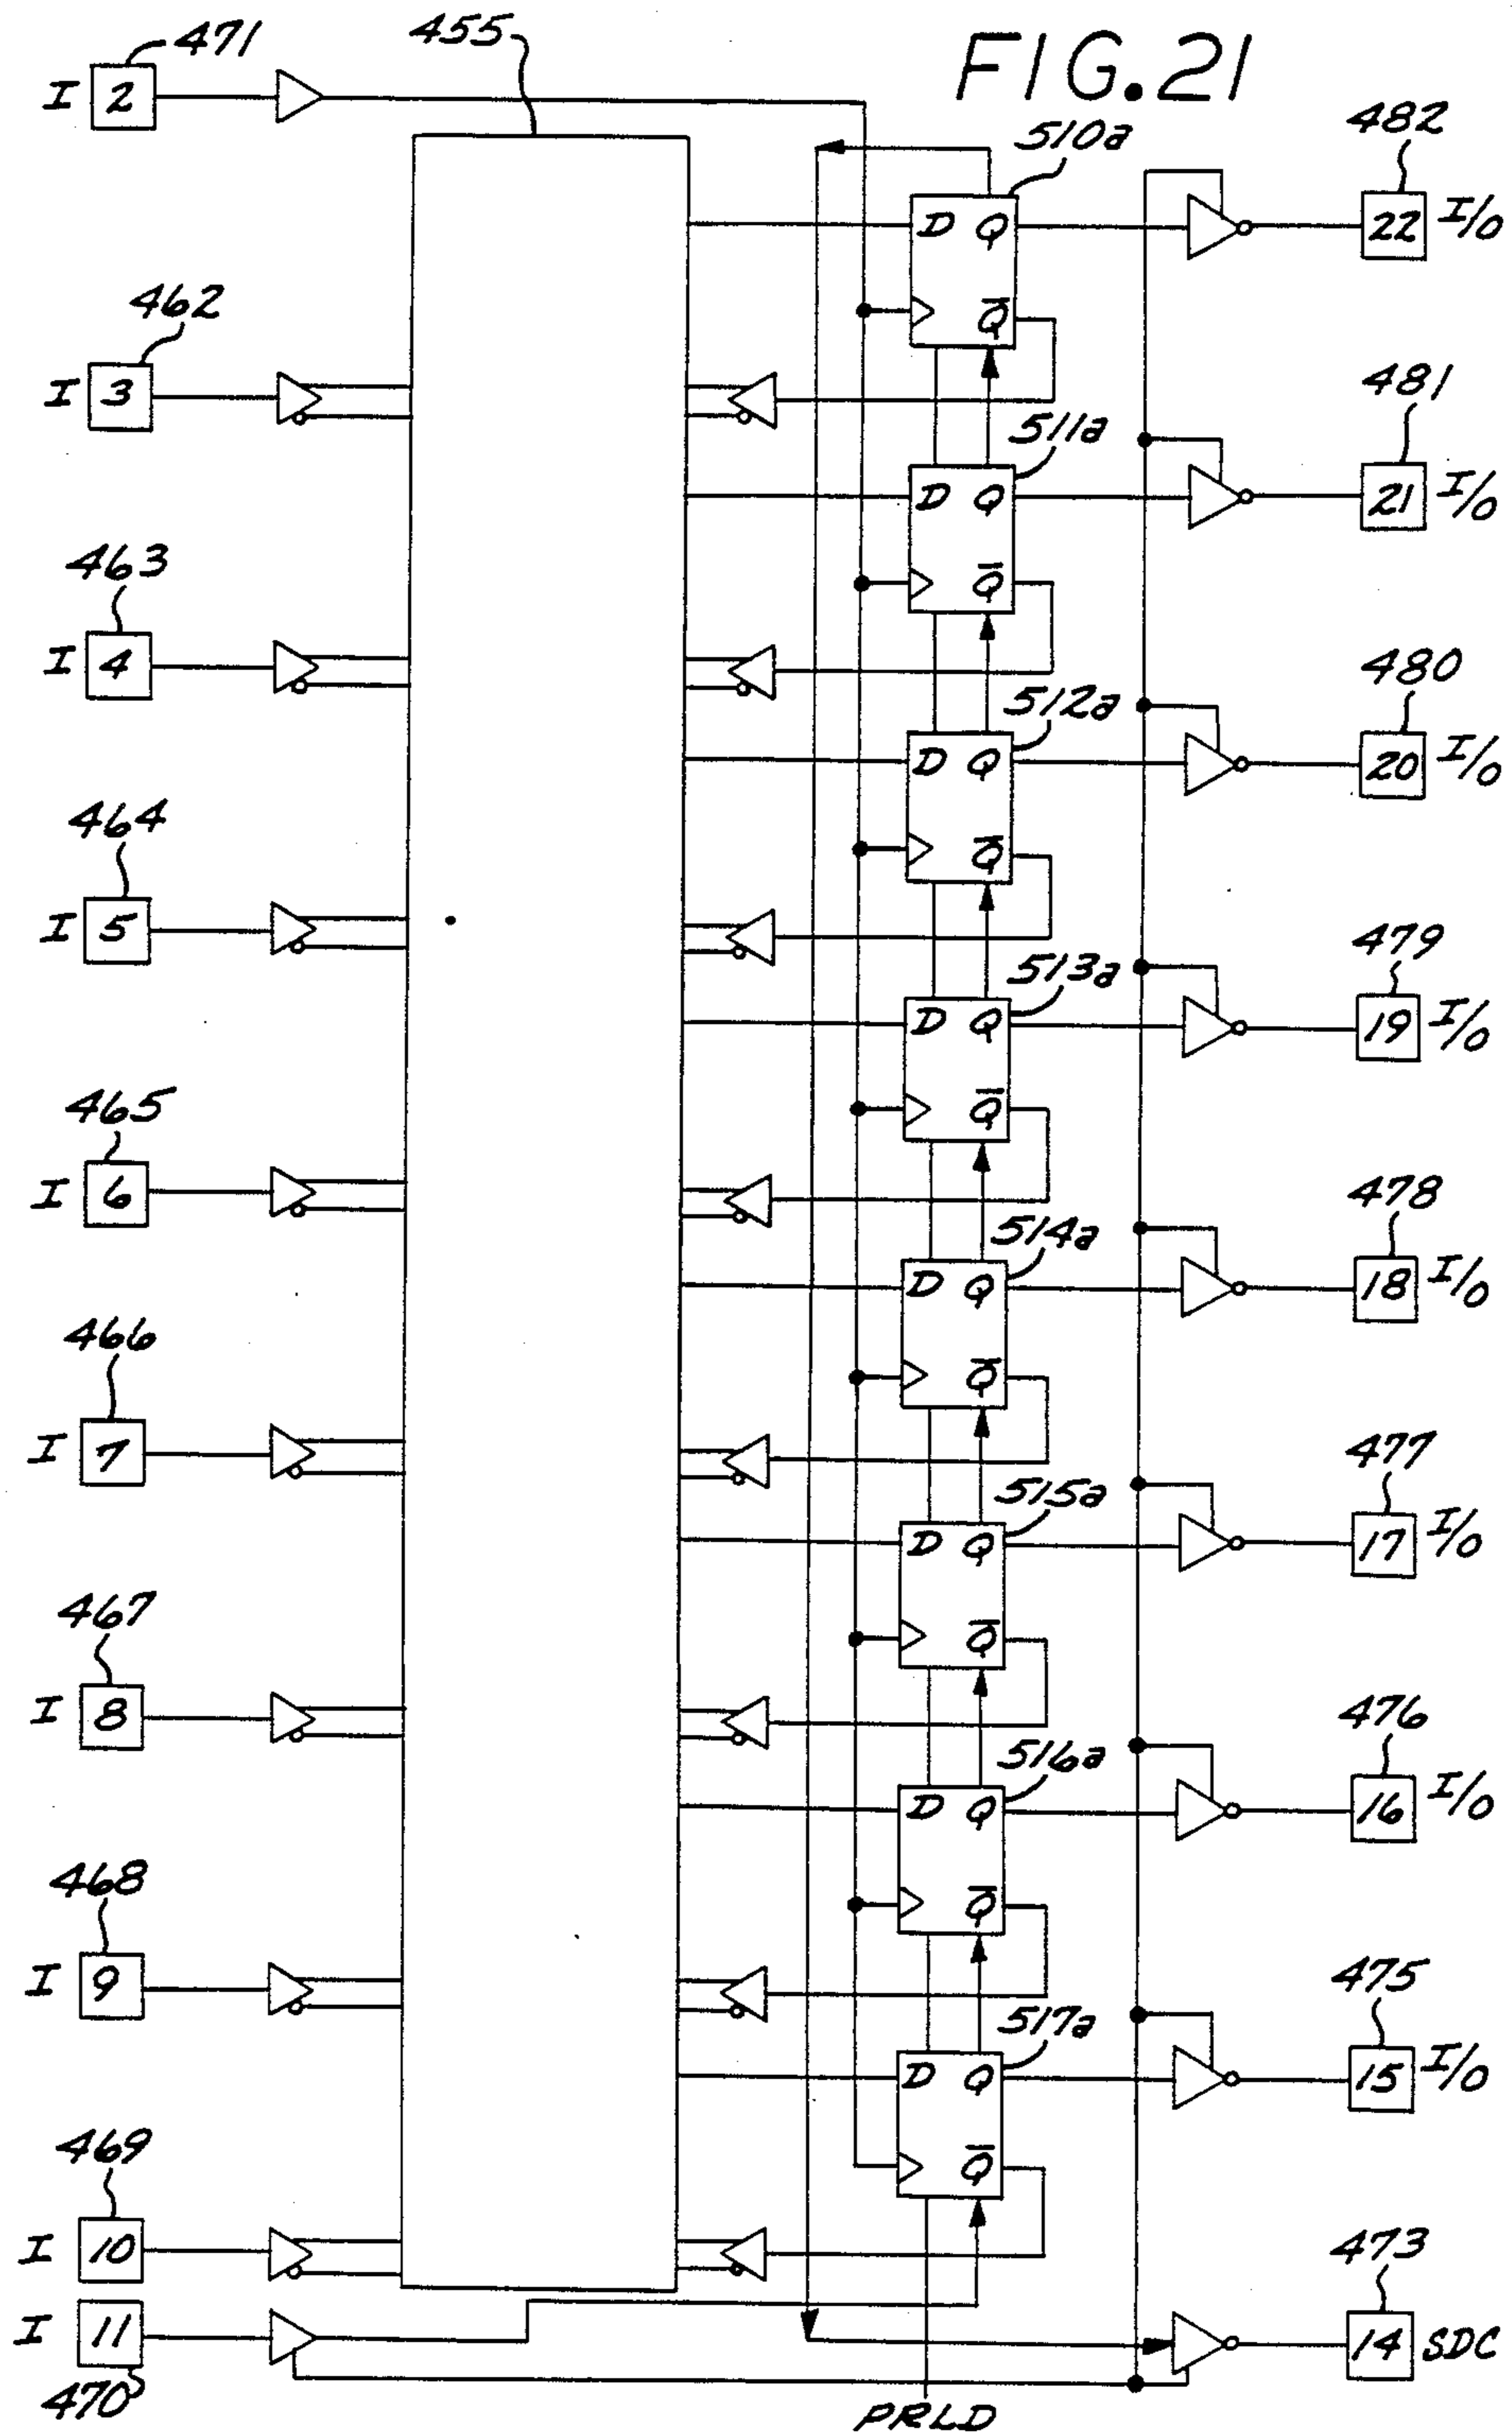 FIG.21
471
I 2
455
510a
482
D Q
22 I/O
Q̅
462
I 3
511a
481
D Q
21 I/O
Q̅
463
I 4
512a
480
D Q
20 I/O
Q̅
464
I 5
513a
479
D Q
19 I/O
Q̅
465
I 6
514a
478
D Q
18 I/O
Q̅
466
I 7
515a
477
D Q
17 I/O
Q̅
467
I 8
516a
476
D Q
16 I/O
Q̅
468
I 9
517a
475
D Q
15 I/O
Q̅
469
I 10
473
I 11
14 SDC
470
PRLD